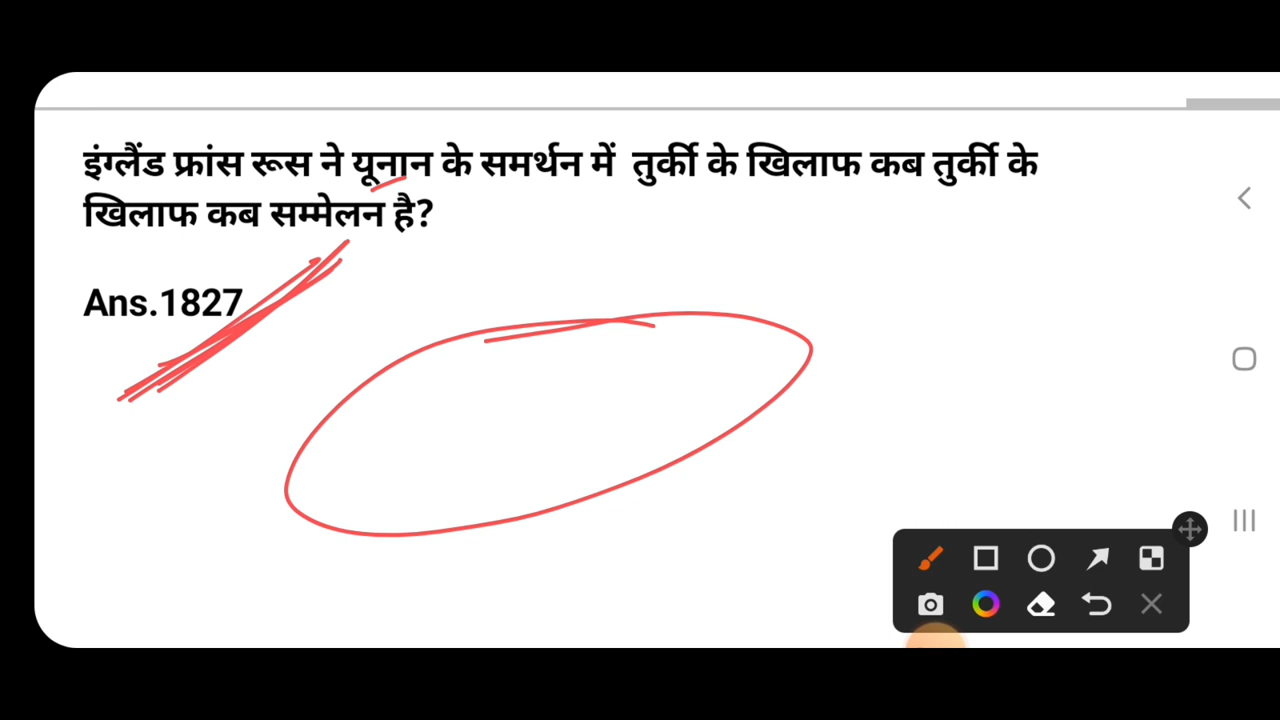 इंग्लैंड फ्रांस रूस ने यूनान के समर्थन में तुर्की के खिलाफ कब तुर्की के
खिलाफ कब सम्मेलन है?
Ans.1827